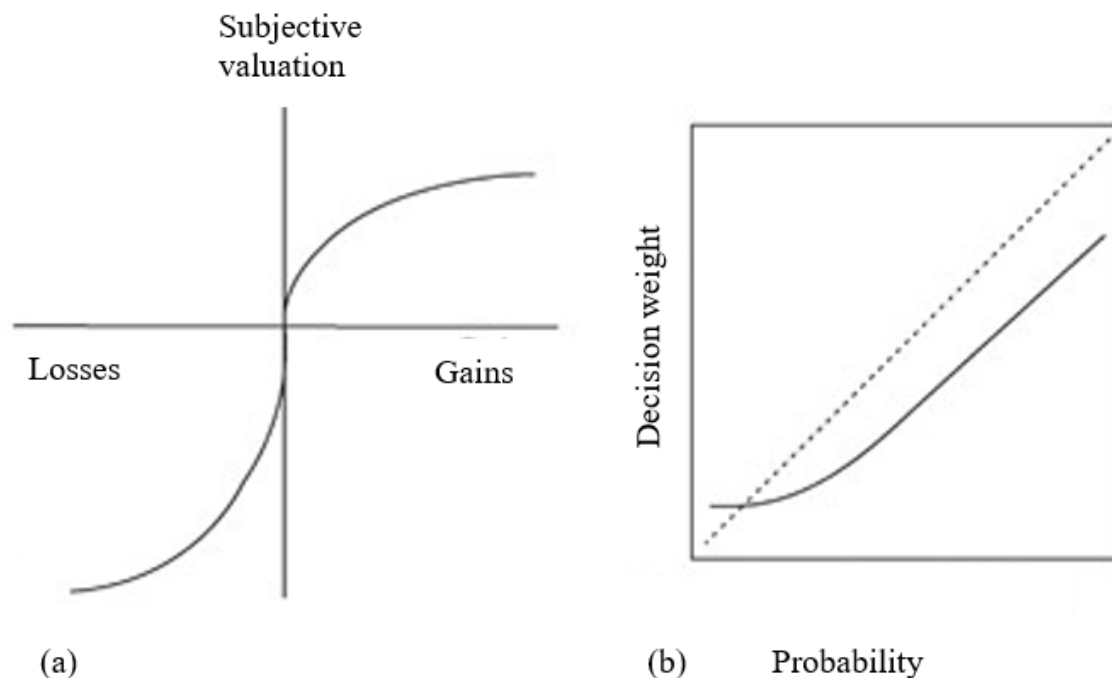 Subjective
valuation
Losses
Gains
Decision weight
(a)
(b)
Probability